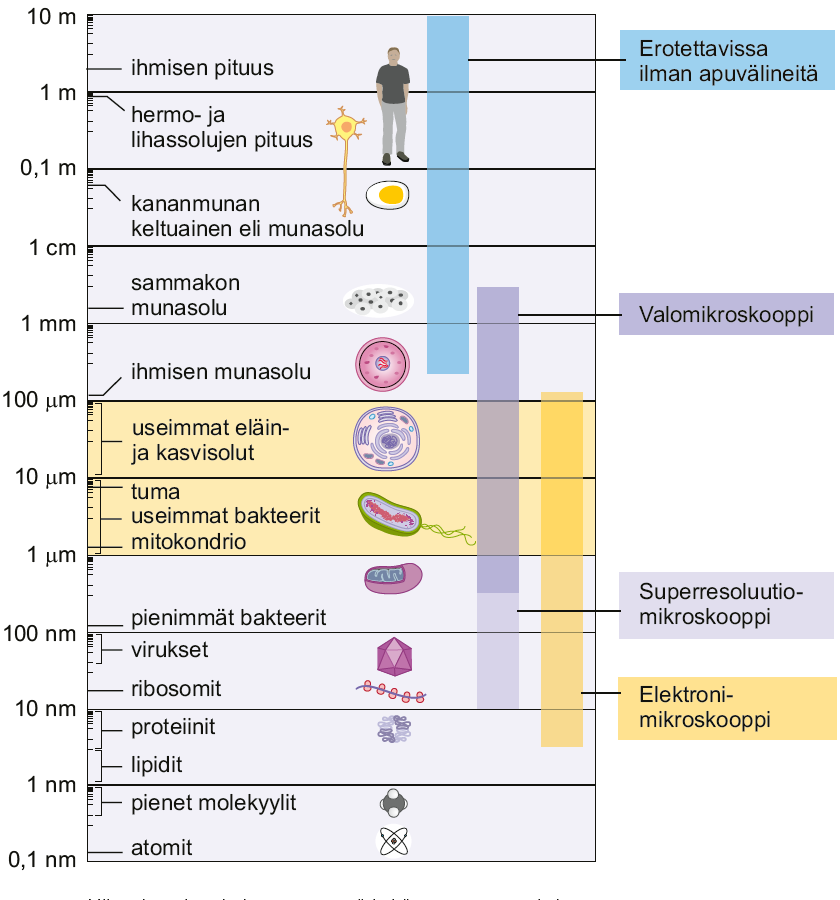 10 m
ihmisen pituus
1 m
hermo- ja
lihassolujen pituus
0,1 m
kananmunan
keltuainen eli munasolu
1 cm
sammakon
munasolu
1 mm
ihmisen munasolu
100 µm
useimmat eläin-
ja kasvisolut
10 µm
tuma
useimmat bakteerit
mitokondrio
1 µm
pienimmät bakteerit
100 nm
virukset
ribosomit
10 nm
proteiinit
lipidit
1 nm
pienet molekyylit
atomit
0,1 nm
Erotettavissa
ilman apuvälineitä
Valomikroskooppi
Superresoluutio-
mikroskooppi
Elektroni-
mikroskooppi